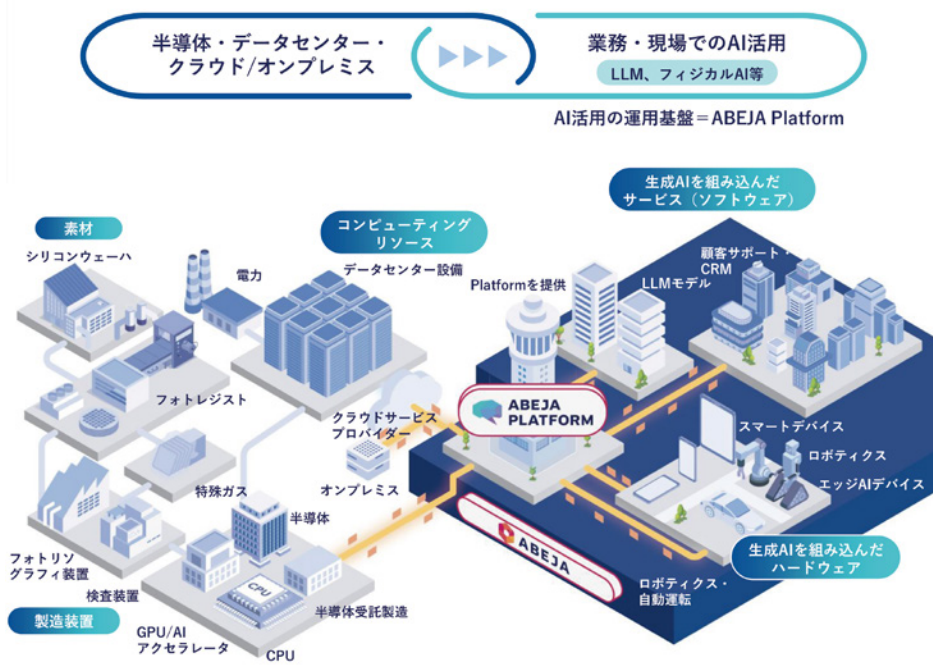 半導体・データセンター・
クラウド/オンプレミス
業務・現場でのAI活用
LLM、フィジカルAI等
AI活用の運用基盤＝ABEJA Platform
素材
シリコンウェーハ
電力
コンピューティング
リソース
データセンター設備
生成AIを組み込んだ
サービス（ソフトウェア）
Platformを提供
LLMモデル
顧客サポート・
CRM
フォトレジスト
クラウドサービス
プロバイダー
ABEJA
PLATFORM
スマートデバイス
ロボティクス
エッジAIデバイス
特殊ガス
オンプレミス
半導体
ABEJA
フォトリソ
グラフィ装置
検査装置
製造装置
CPU
半導体受託製造
GPU/AI
アクセラレータ
CPU
ロボティクス・
自動運転
生成AIを組み込んだ
ハードウェア